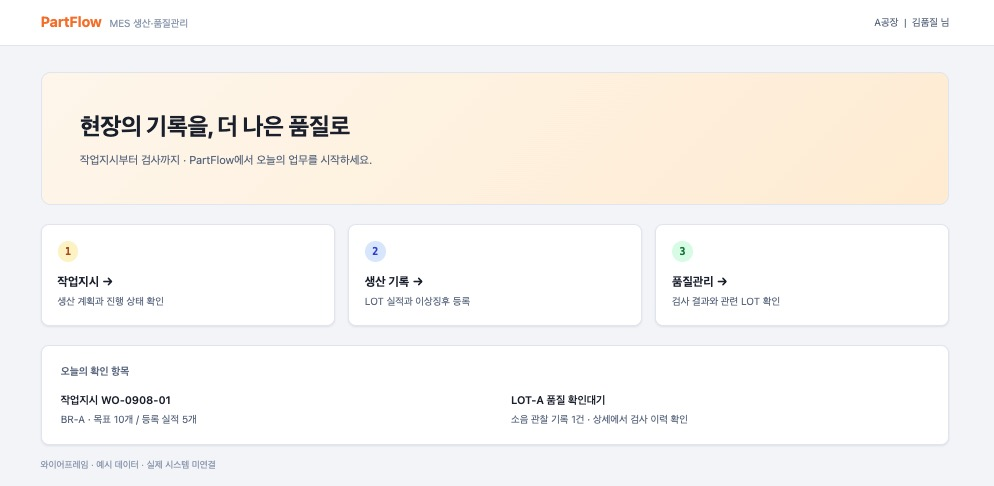 PartFlow MES 생산·품질관리
A공장 | 김품질 님
현장의 기록을, 더 나은 품질로
작업지시부터 검사까지 · PartFlow에서 오늘의 업무를 시작하세요.
1
작업지시 →
생산 계획과 진행 상태 확인
2
생산 기록 →
LOT 실적과 이상징후 등록
3
품질관리 →
검사 결과와 관련 LOT 확인
오늘의 확인 항목
작업지시 WO-0908-01
BR-A · 목표 10개 / 등록 실적 5개
LOT-A 품질 확인대기
소음 관찰 기록 1건 · 상세에서 검사 이력 확인
와이어프레임 · 예시 데이터 · 실제 시스템 미연결